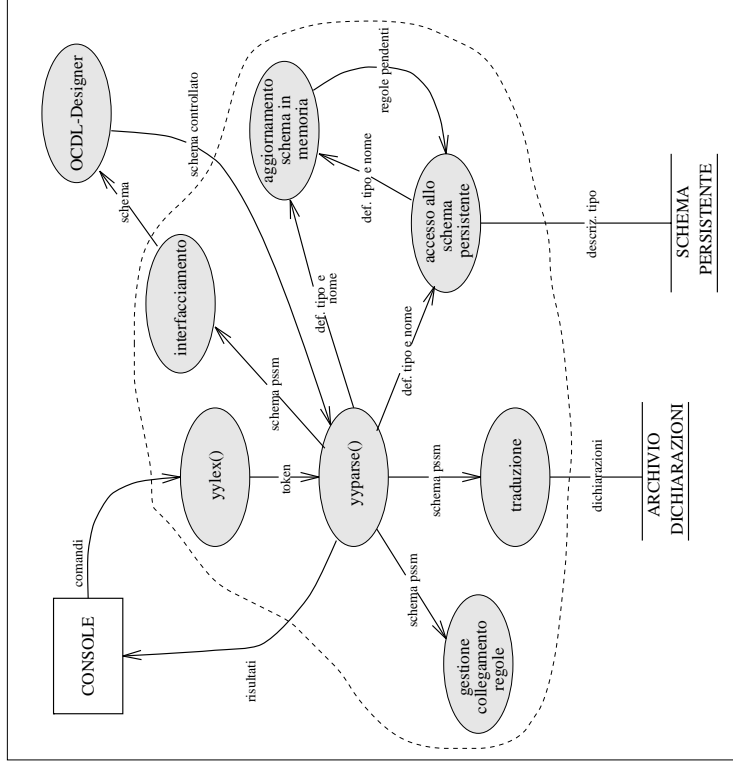 CONSOLE
comandi
risultati
yylex()
token
yyparse()
interfacciamento
schema
OCDL-Designer
schema controllato
schema pssm
def. tipo e
nome
aggiornamento
schema in
memoria
regole pendenti
def. tipo e nome
def. tipo e nome
accesso allo
schema
persistente
descriz. tipo
SCHEMA
PERSISTENTE
schema pssm
traduzione
dichiarazioni
ARCHIVIO
DICHIARAZIONI
schema pssm
gestione
collegamento
regole